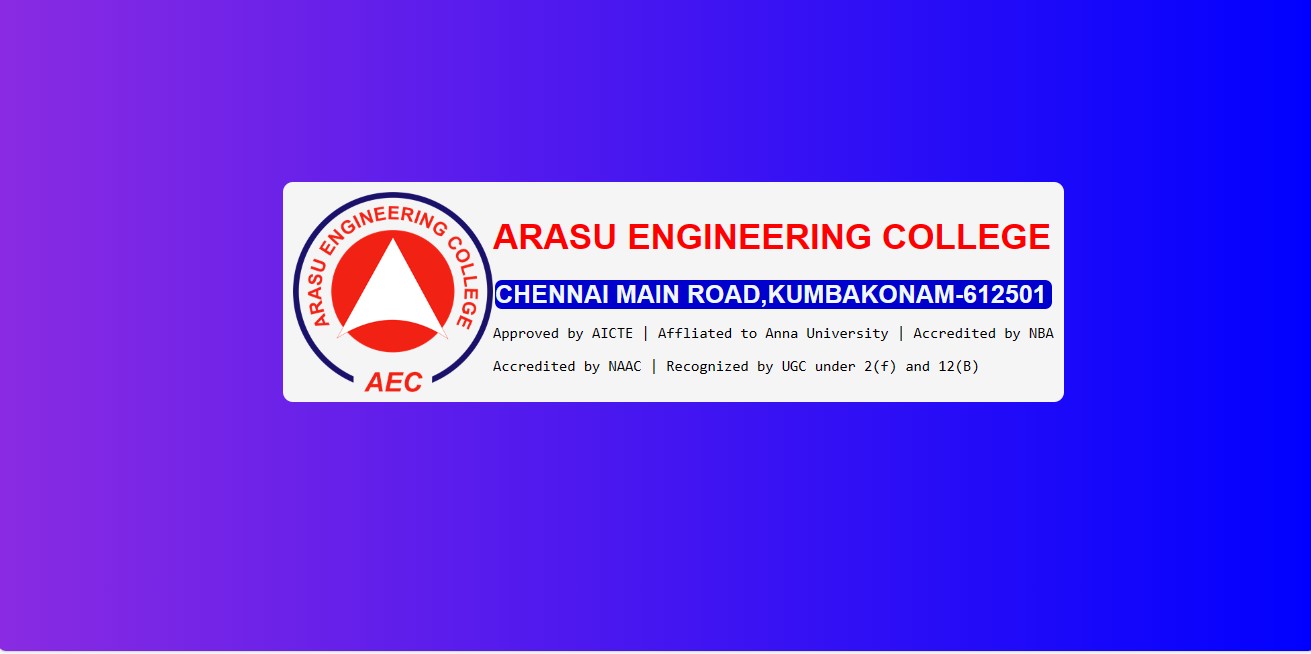 ARASU ENGINEERING COLLEGE
AEC
ARASU ENGINEERING COLLEGE
CHENNAI MAIN ROAD,KUMBAKONAM-612501
Approved by AICTE | Affliated to Anna University | Accredited by NBA
Accredited by NAAC | Recognized by UGC under 2(f) and 12(B)